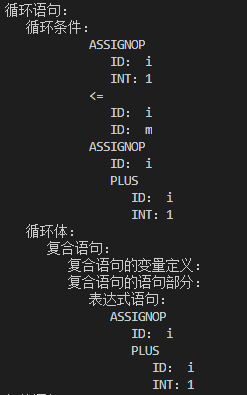 循环语句:
循环条件:
ASSIGNOP
ID: i
INT: 1
<=
ID: i
ID: m
ASSIGNOP
ID: i
PLUS
ID: i
INT: 1
循环体:
复合语句:
复合语句的变量定义:
复合语句的语句部分:
表达式语句:
ASSIGNOP
ID: i
PLUS
ID: i
INT: 1